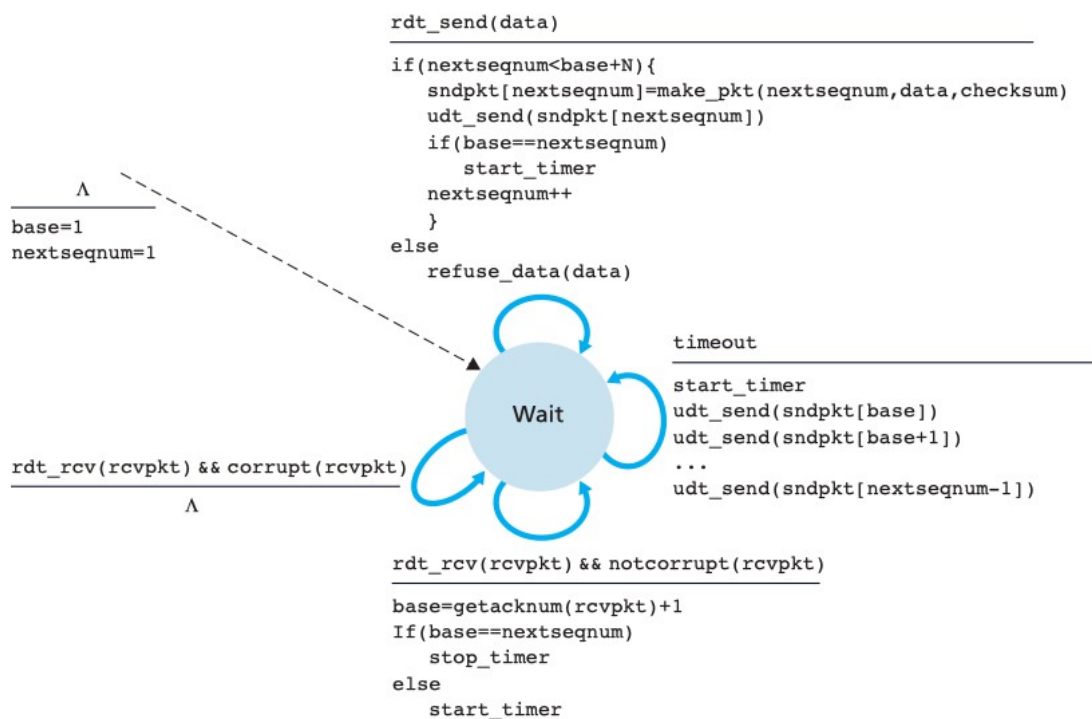 rdt_send(data)
if(nextseqnum<base+N){
sndpkt[nextseqnum]=make_pkt(nextseqnum,data,checksum)
udt_send(sndpkt[nextseqnum])
if(base==nextseqnum)
start_timer
nextseqnum++
}
else
refuse_data(data)
Λ
base=1
nextseqnum=1
Wait
timeout
start_timer
udt_send(sndpkt[base])
udt_send(sndpkt[base+1])
...
udt_send(sndpkt[nextseqnum-1])
rdt_rcv(rcvpkt) && corrupt(rcvpkt)
Λ
rdt_rcv(rcvpkt) && notcorrupt(rcvpkt)
base=getacknum(rcvpkt)+1
If(base==nextseqnum)
stop_timer
else
start_timer